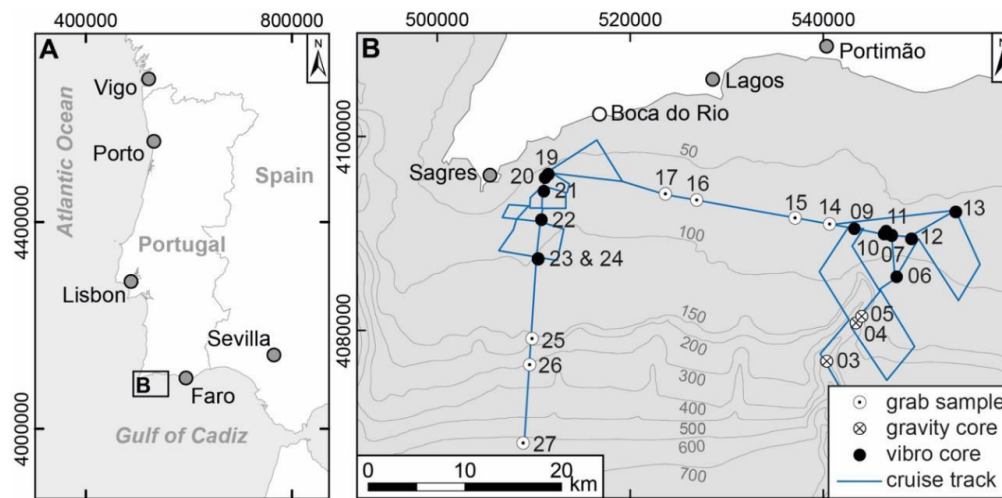 400000
800000
A
N
Vigo
Porto
Atlantic Ocean
Spain
Portugal
Lisbon
Sevilla
B
Faro
Gulf of Cadiz
4400000
4000000
500000
520000
540000
B
N
Portimão
Lagos
Boca do Rio
4100000
Sagres
50
19
20
21
17
16
15
14
09
11
13
22
100
10
07
12
23 & 24
06
4080000
150
05
25
200
04
26
300
03
400
500
27
600
700
grab sample
gravity core
vibro core
cruise track
0
10
20
km